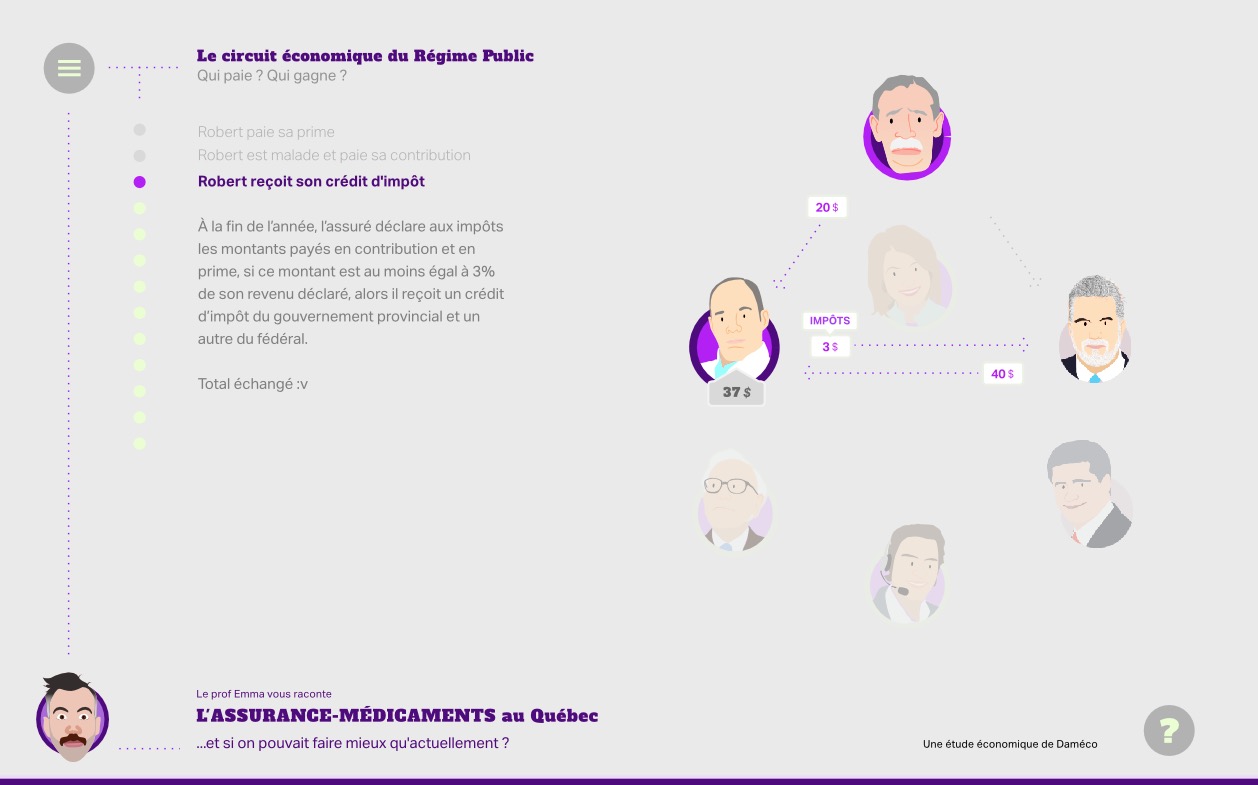 Le circuit économique du Régime Public
Qui paie ? Qui gagne ?
Robert paie sa prime
Robert est malade et paie sa contribution
Robert reçoit son crédit d'impôt
À la fin de l’année, l’assuré déclare aux impôts
les montants payés en contribution et en
prime, si ce montant est au moins égal à 3%
de son revenu déclaré, alors il reçoit un crédit
d’impôt du gouvernement provincial et un
autre du fédéral.
Total échangé :v
20 $
IMPÔTS
3 $
40 $
37 $
Le prof Emma vous raconte
L’ASSURANCE-MÉDICAMENTS au Québec
...et si on pouvait faire mieux qu'actuellement ?
Une étude économique de Daméco
?